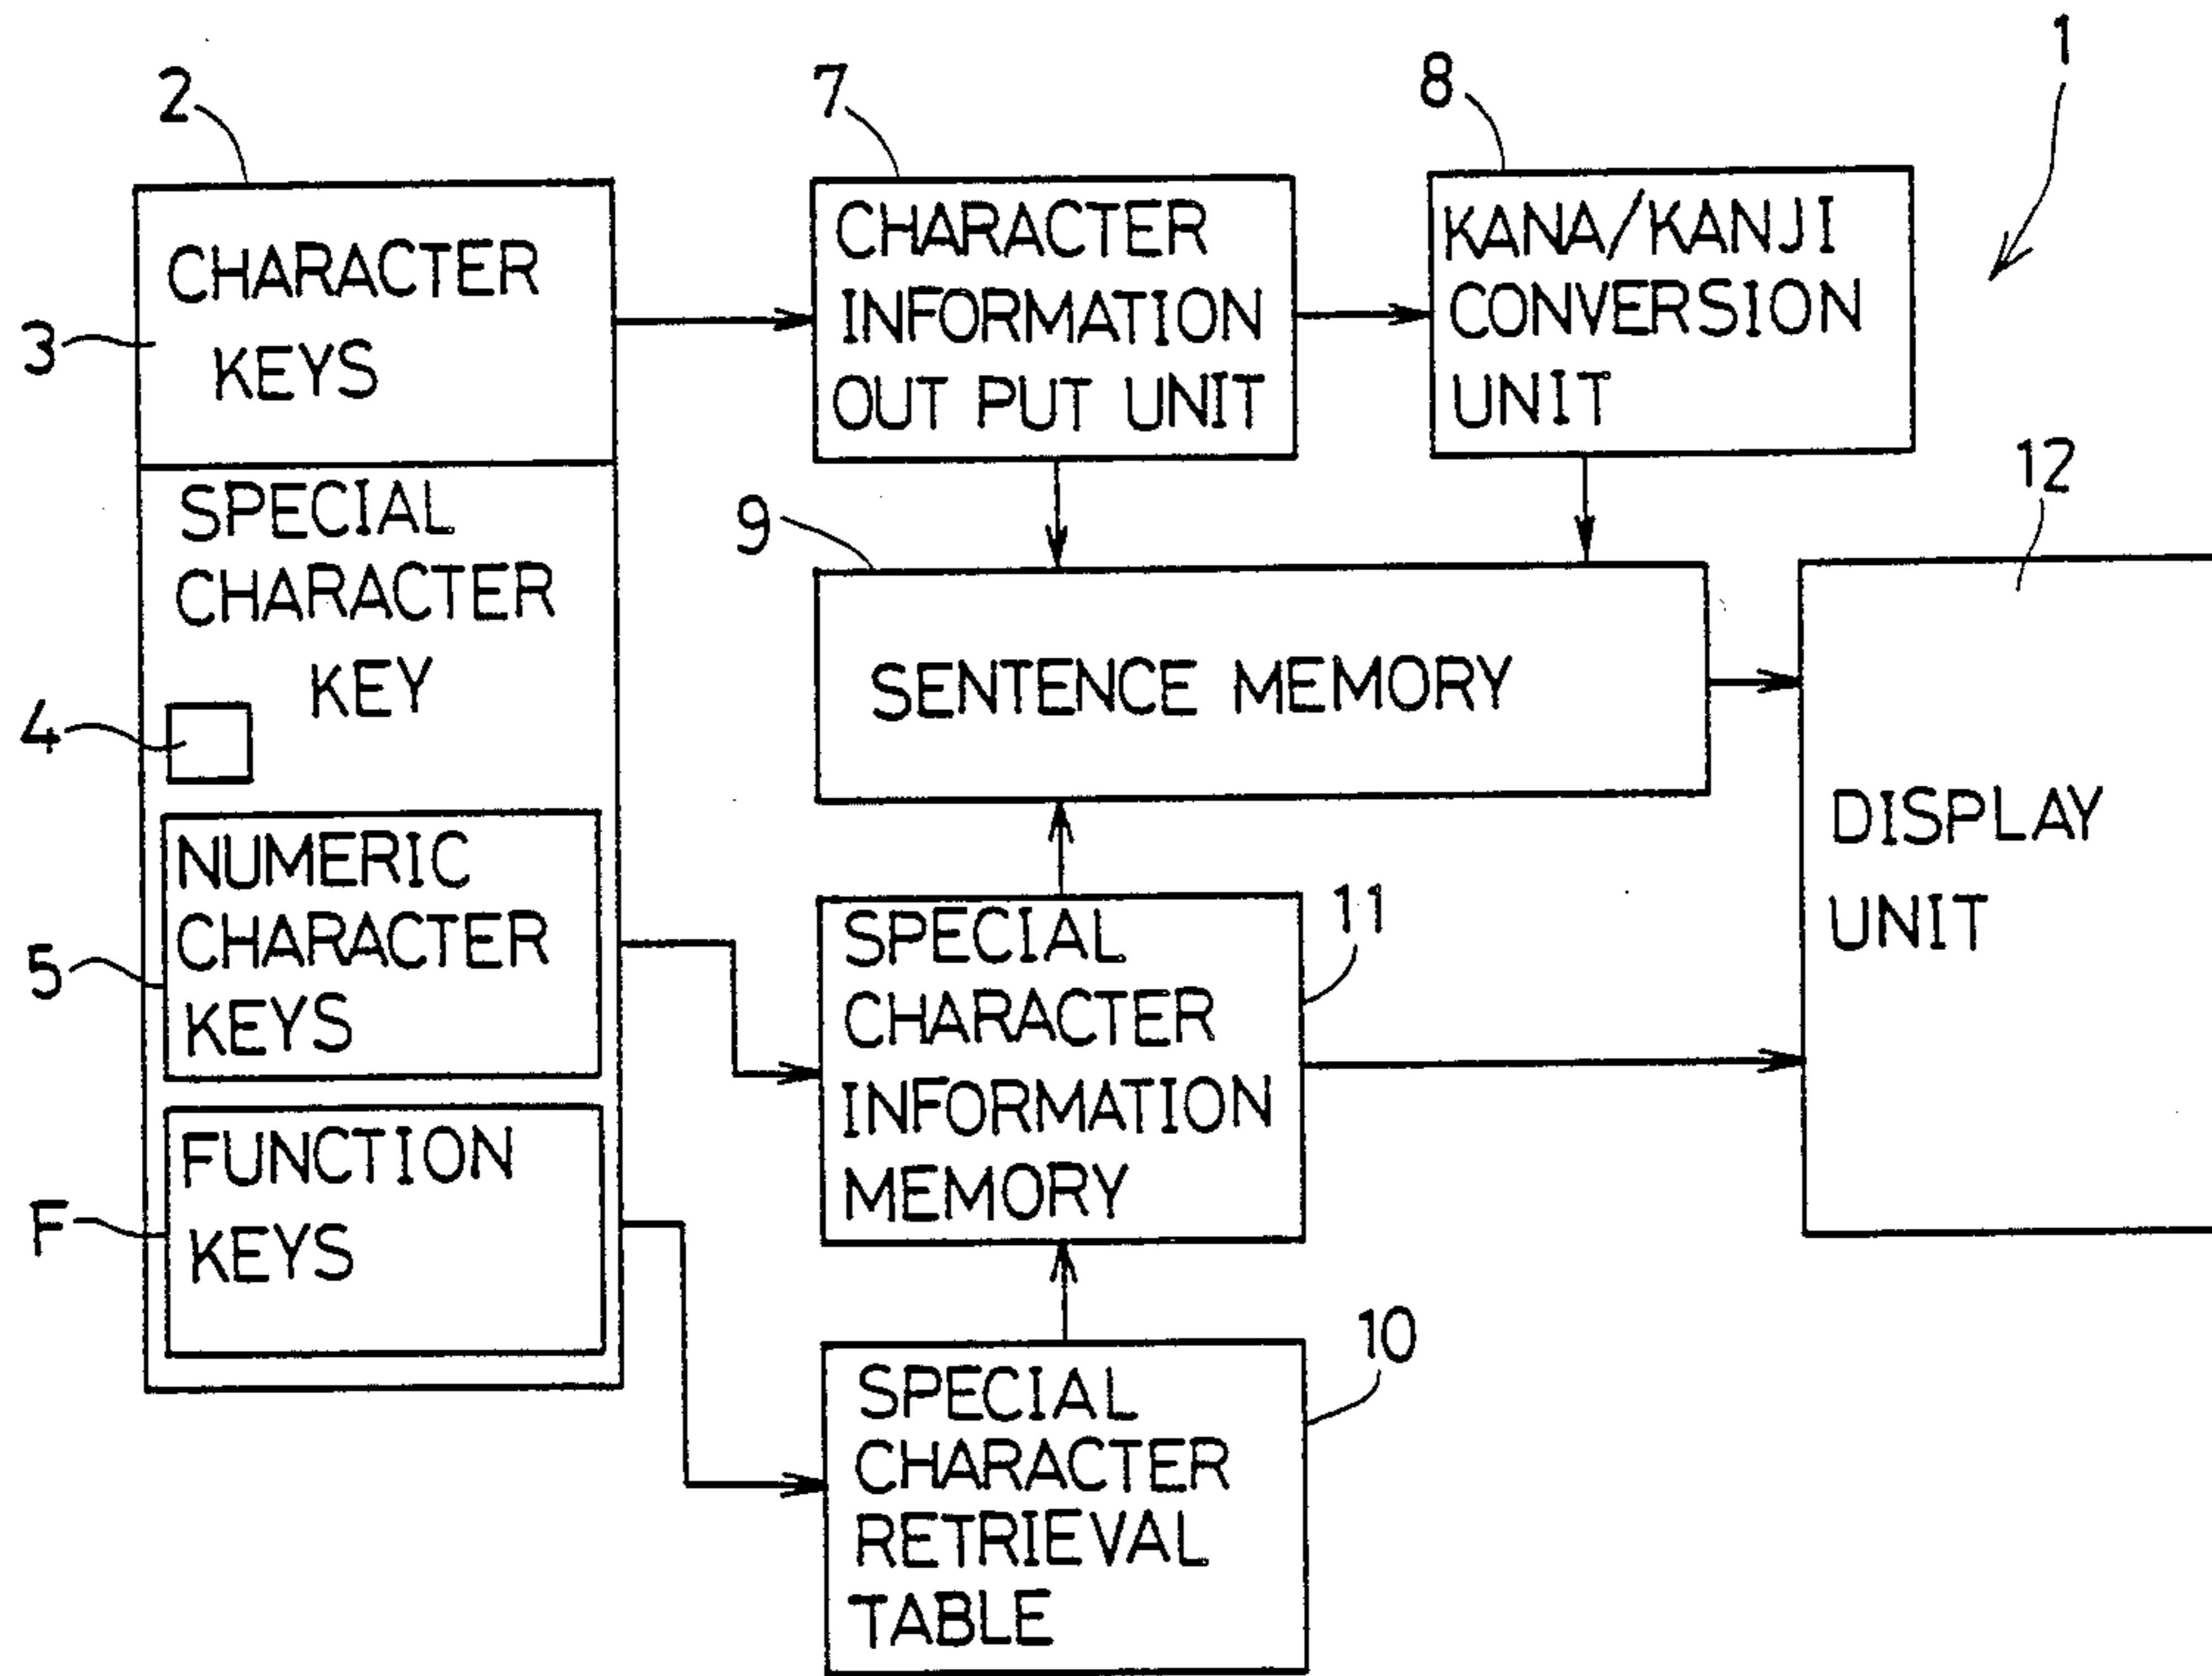 1
2
7
8
CHARACTER
KEYS
3
CHARACTER
INFORMATION
OUT PUT UNIT
KANA/KANJI
CONVERSION
UNIT
SPECIAL
CHARACTER
KEY
4
9
SENTENCE MEMORY
12
DISPLAY
UNIT
NUMERIC
CHARACTER
KEYS
5
SPECIAL
CHARACTER
INFORMATION
MEMORY
11
FUNCTION
KEYS
F
SPECIAL
CHARACTER
RETRIEVAL
TABLE
10